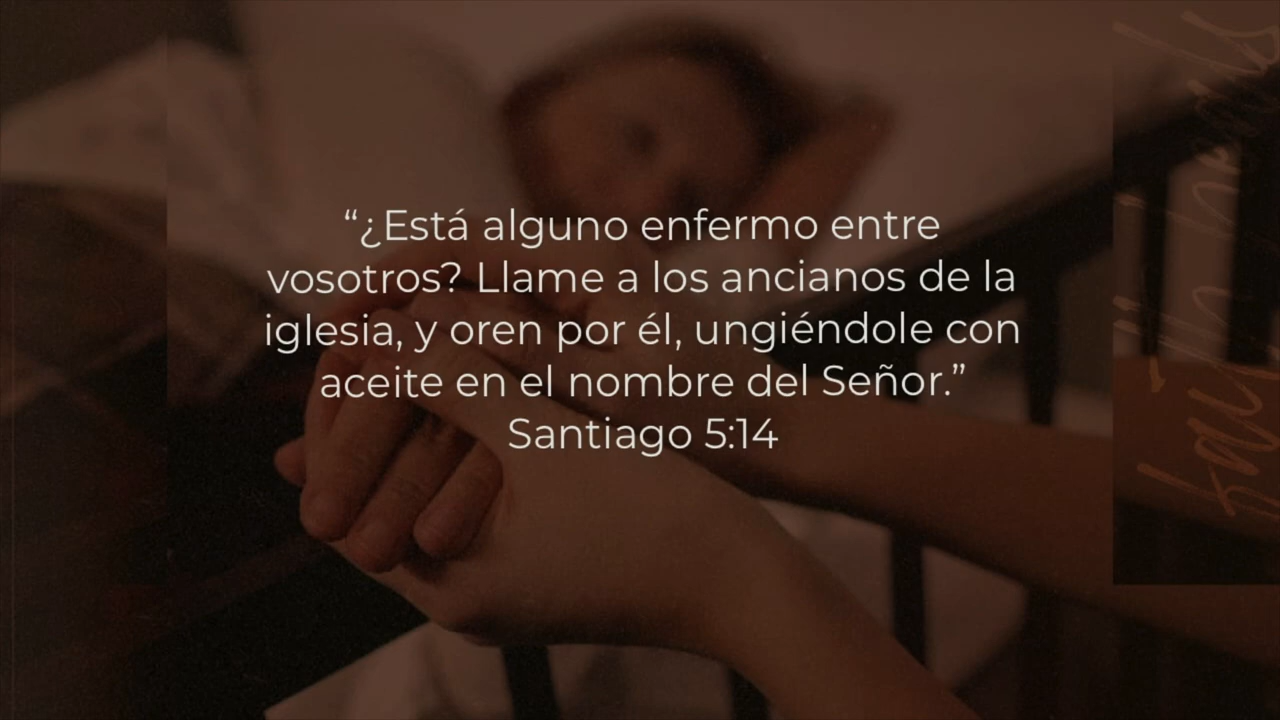 “¿Está alguno enfermo entre
vosotros? Llame a los ancianos de la
iglesia, y oren por él, ungiéndole con
aceite en el nombre del Señor.”
Santiago 5:14